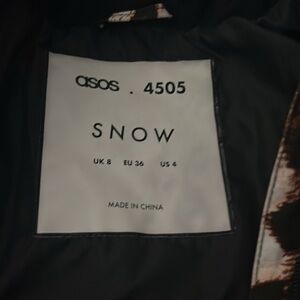 asos . 4505
SNOW
UK 8 EU 36 US 4
MADE IN CHINA